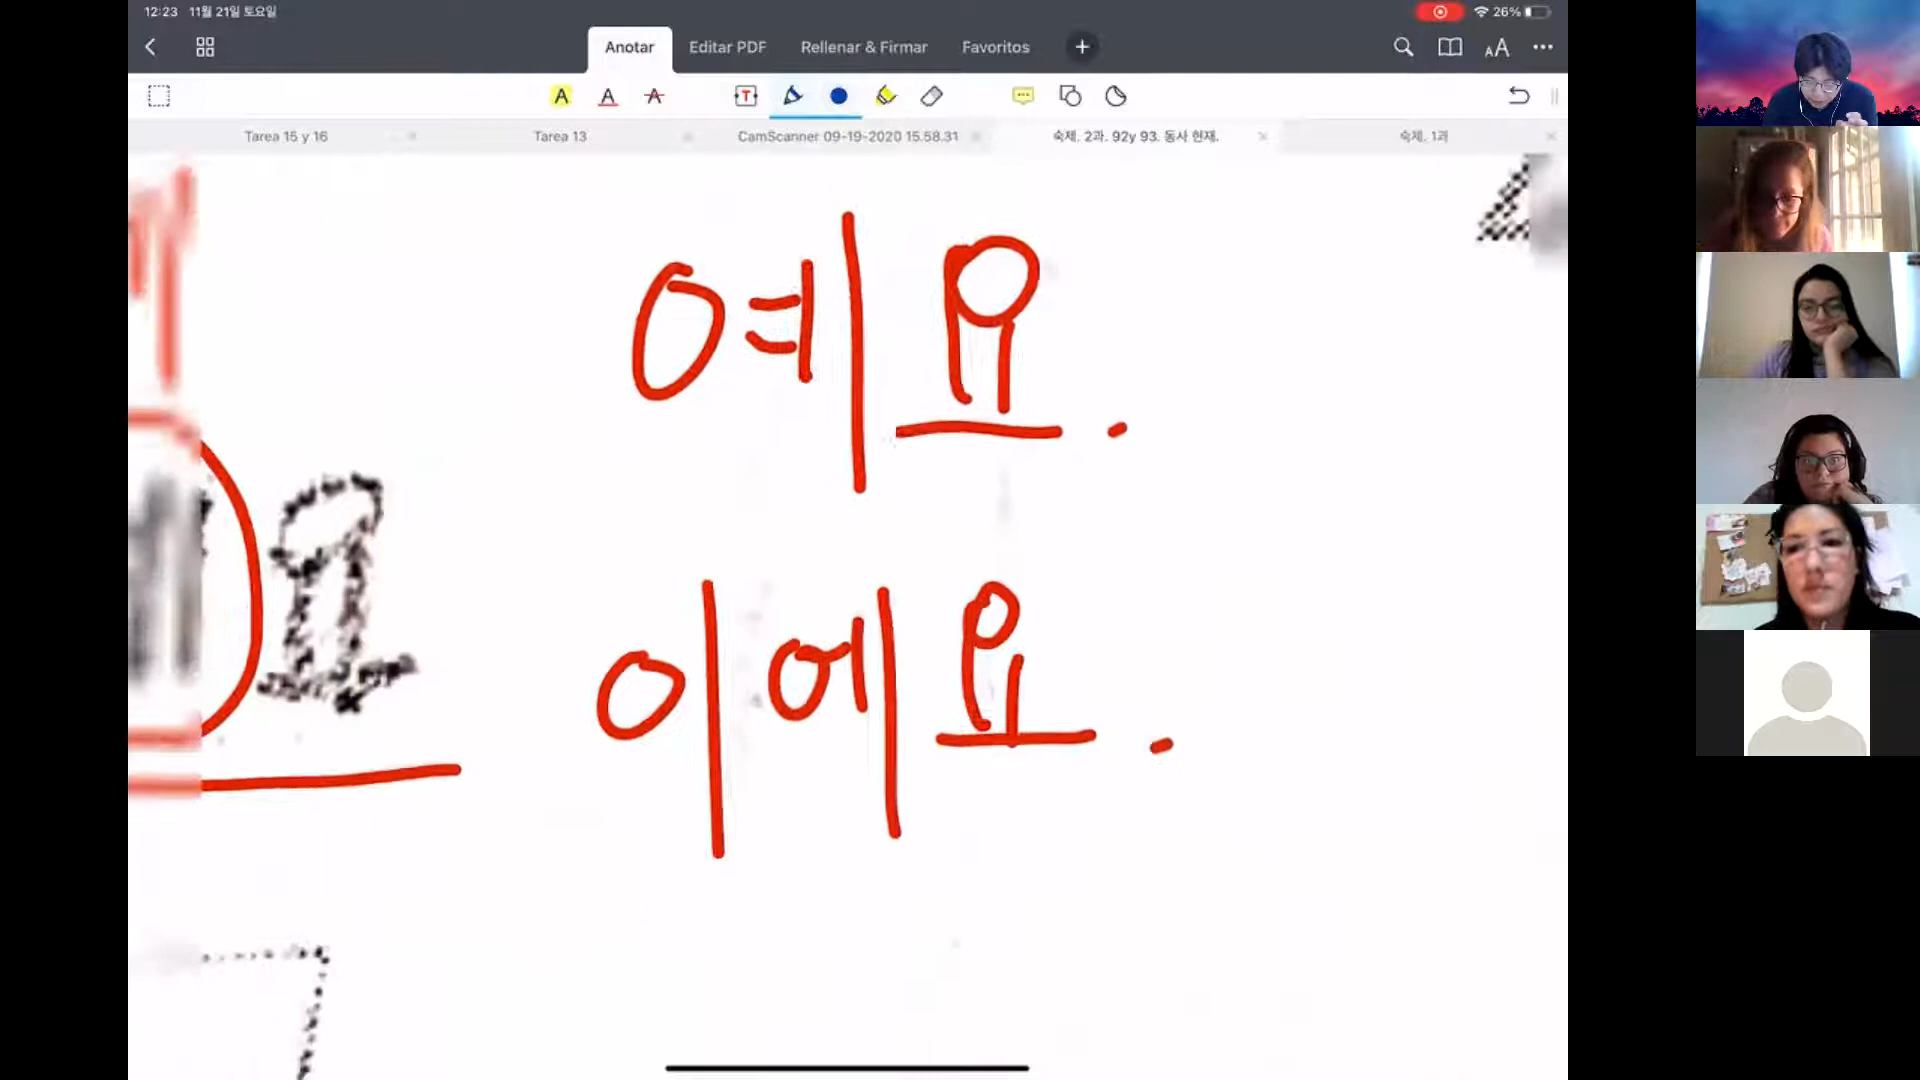 12:23 11월 21일 토요일
26%
Anotar Editar PDF Rellenar & Firmar Favoritos
Tarea 15 y 16 Tarea 13 CamScanner 09-19-2020 15.58.31 숙제. 2과. 92y 93. 동사 현재. 숙제. 1과
예 요.
이 에 요.
요